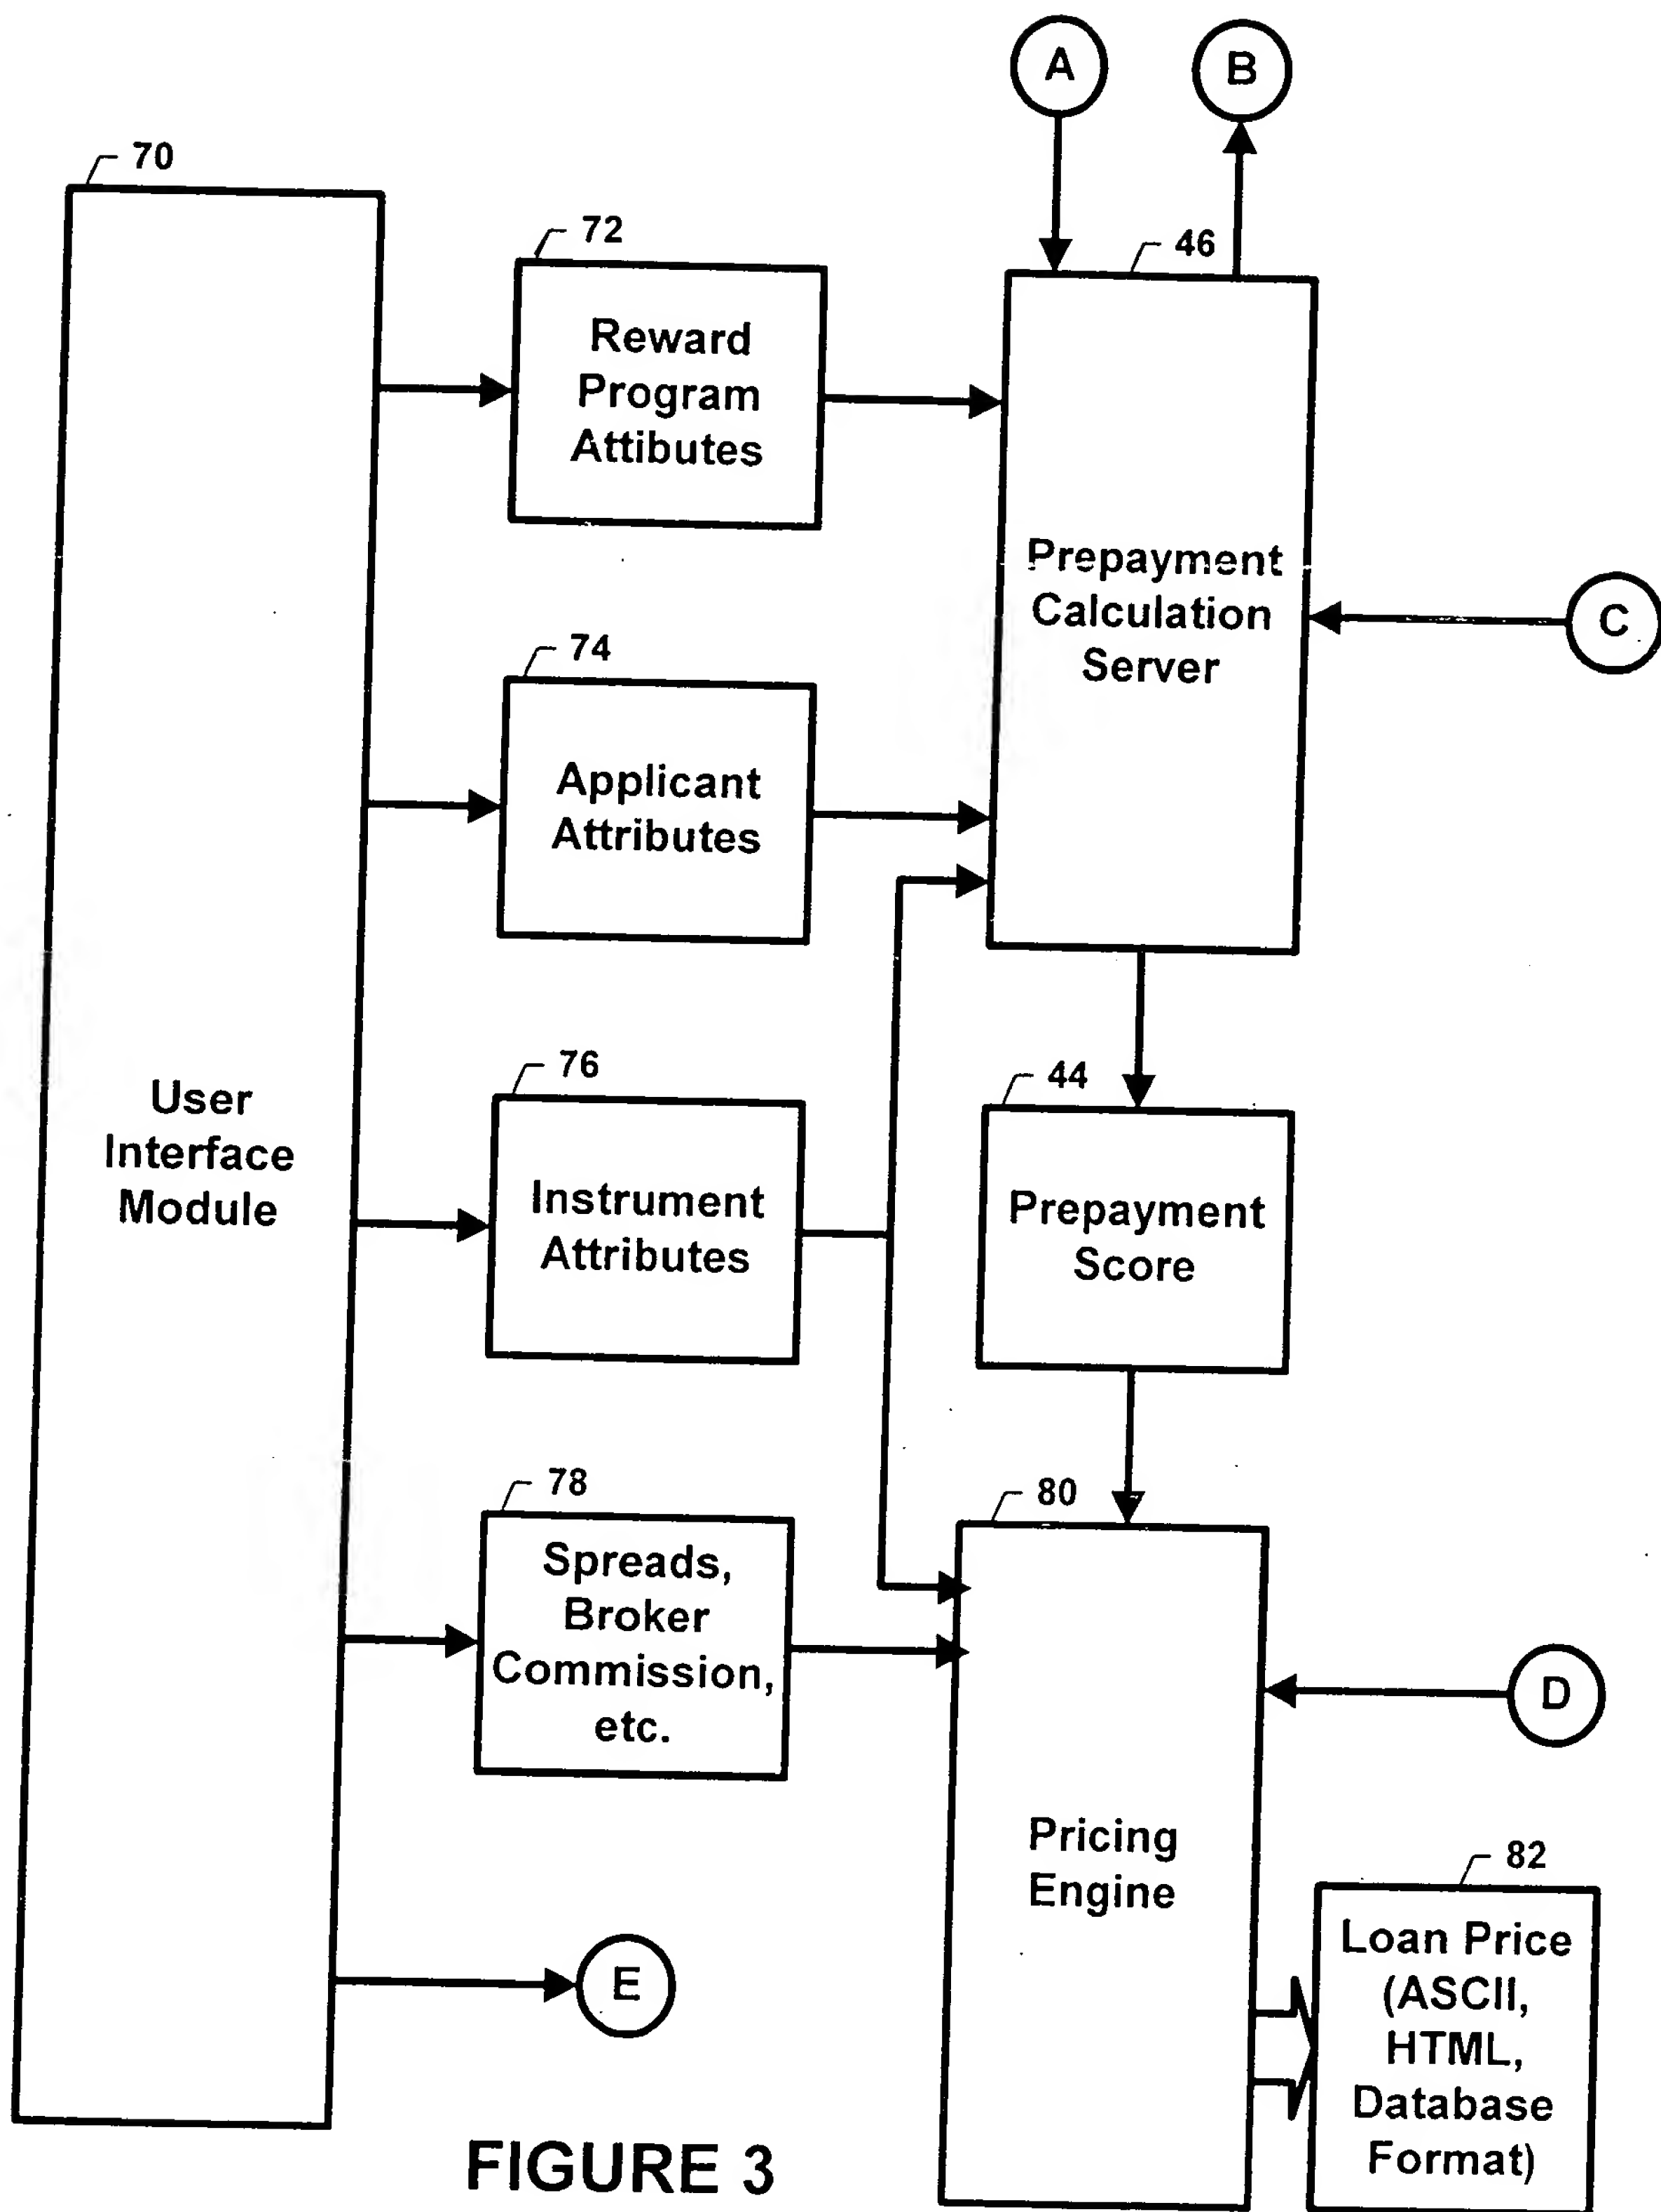 A
B
70
72
46
Reward
Program
Attibutes
Prepayment
Calculation
Server
C
74
Applicant
Attributes
76
44
User
Interface
Module
Instrument
Attributes
Prepayment
Score
78
80
Spreads,
Broker
Commission,
etc.
D
Pricing
Engine
82
Loan Price
(ASCII,
HTML,
Database
Format)
E
FIGURE 3